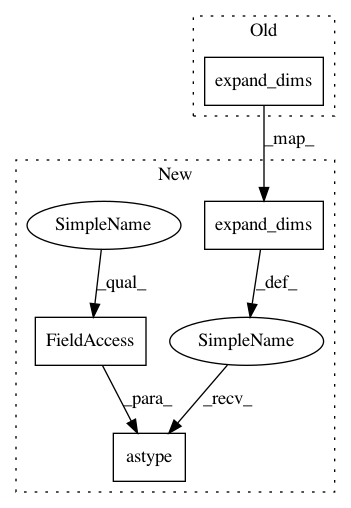 Old
expand_dims
_map_
New
SimpleName
expand_dims
_qual_
_def_
FieldAccess
SimpleName
_para_
_recv_
astype